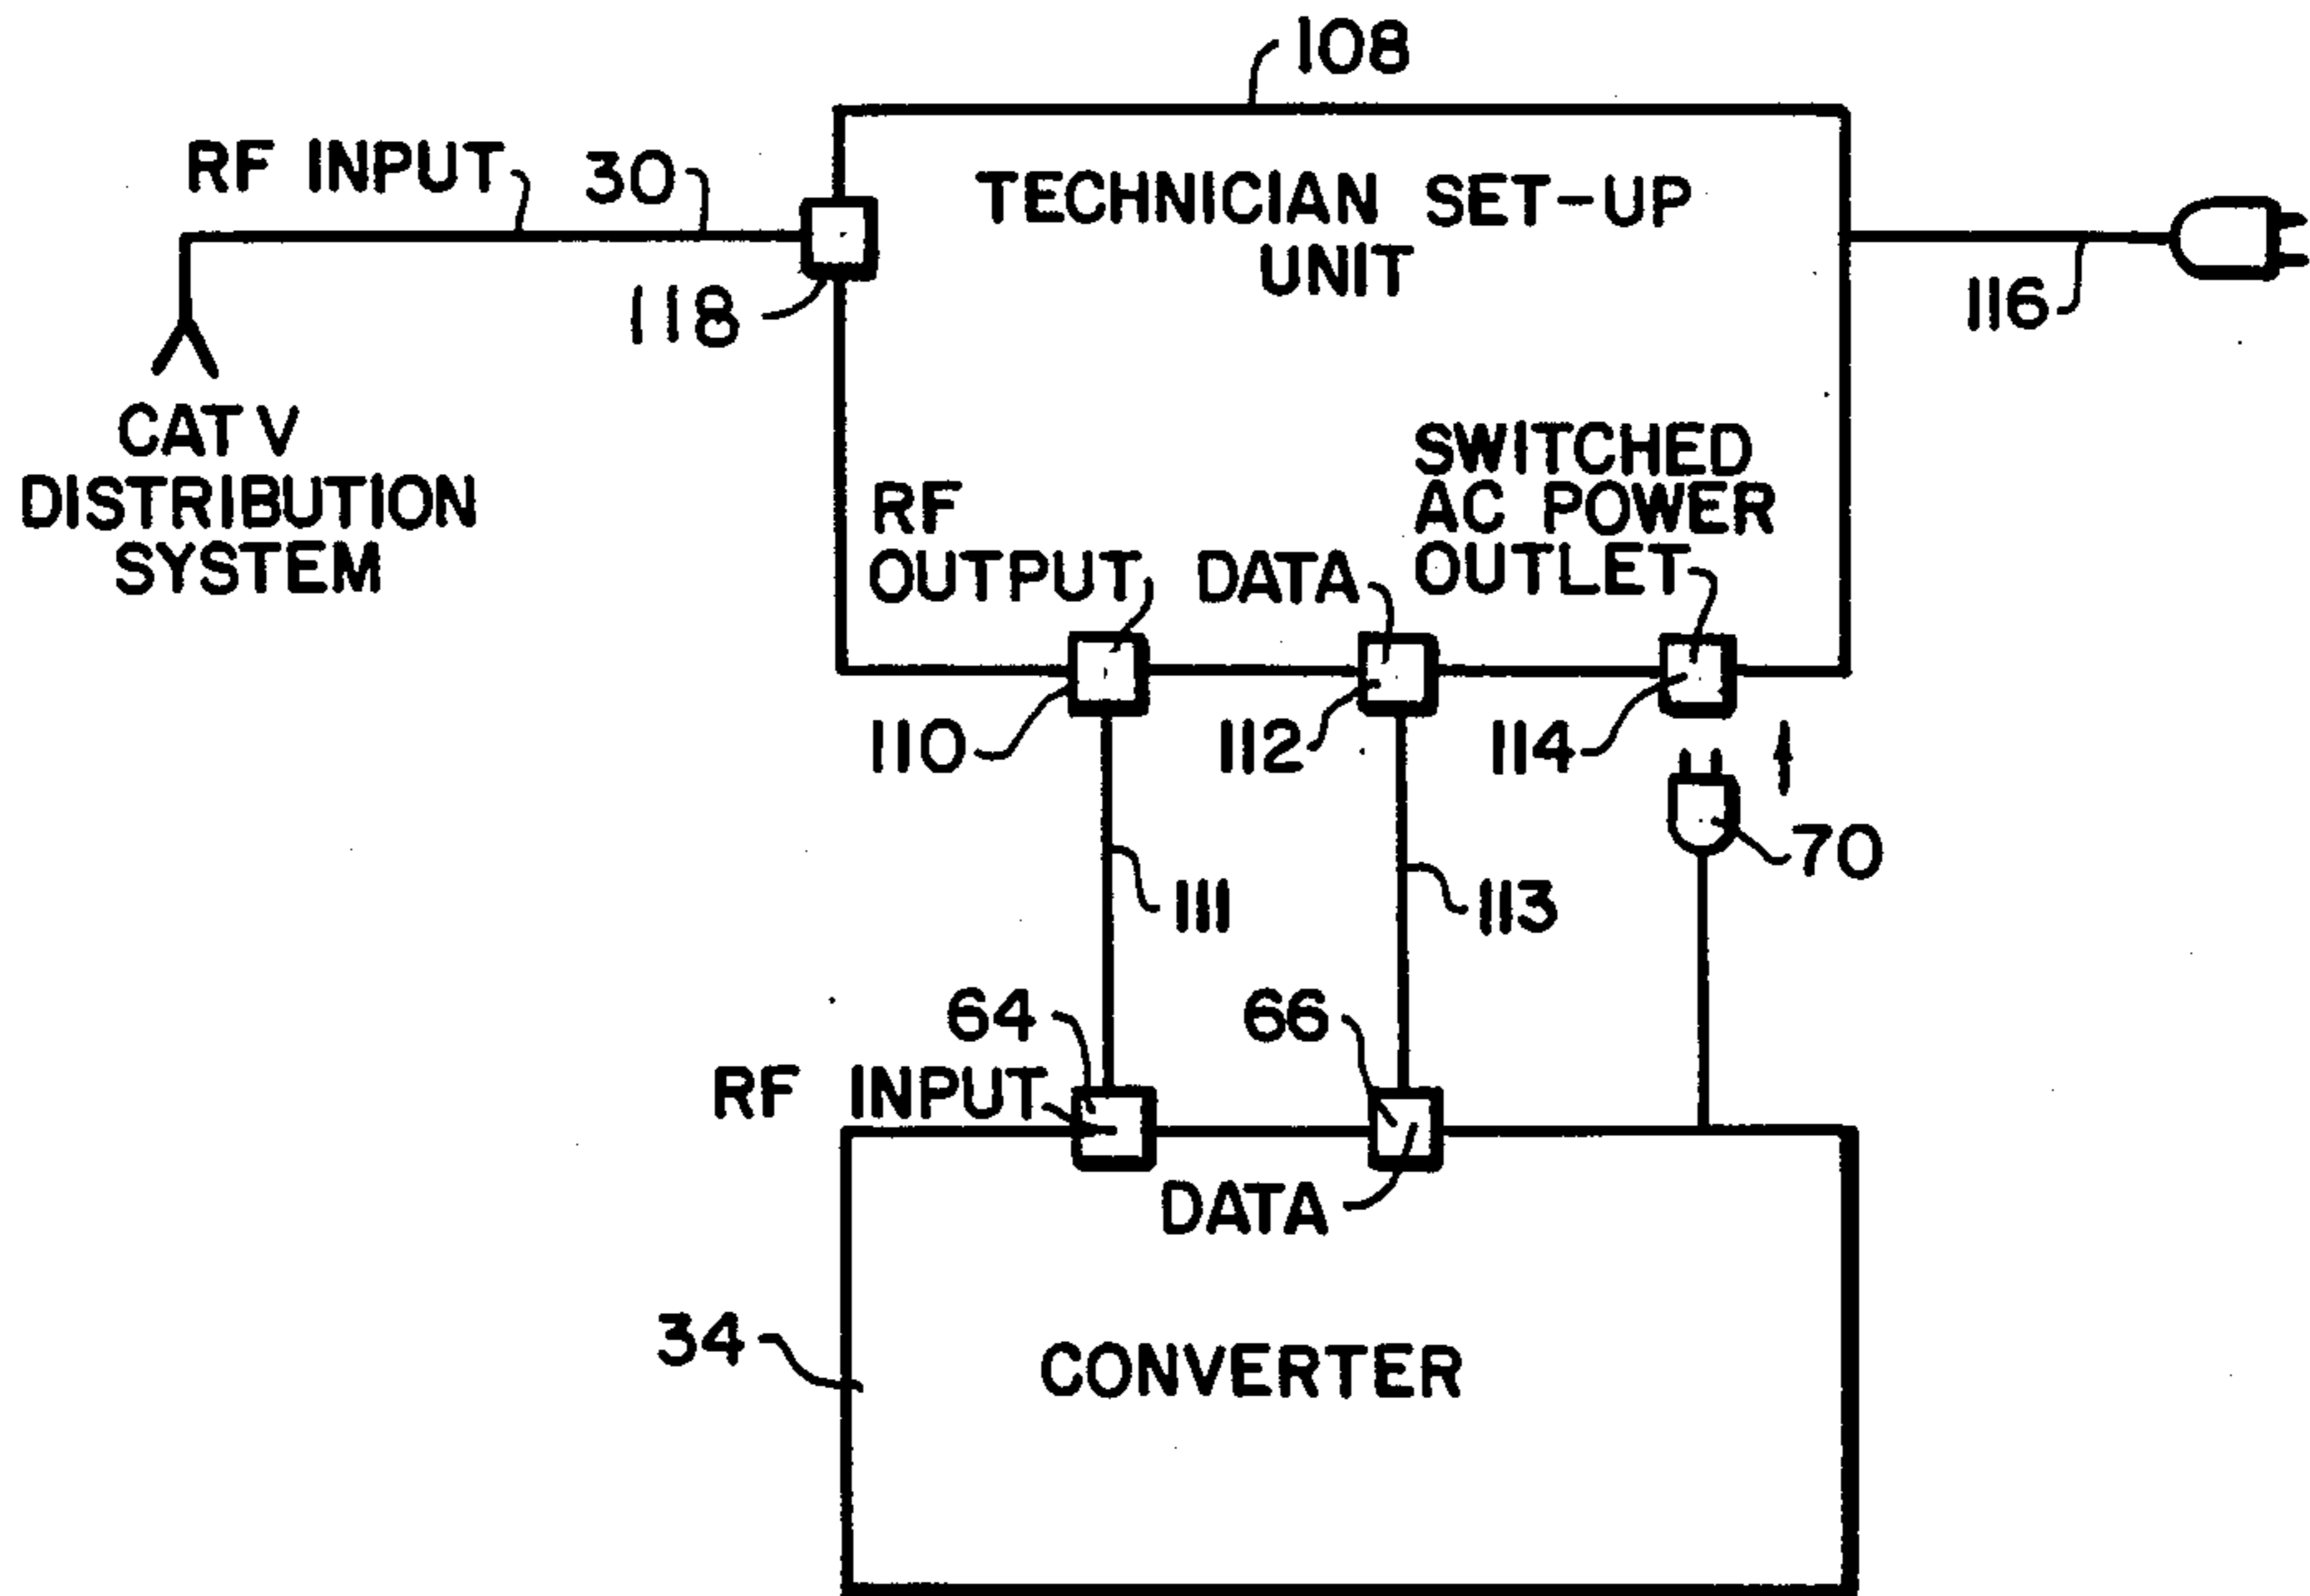 108
RF INPUT
30
TECHNICIAN SET-UP
UNIT
118
116
CATV
DISTRIBUTION
SYSTEM
SWITCHED
AC POWER
OUTLET
RF
OUTPUT
DATA
110
112
114
70
111
113
64
66
RF INPUT
DATA
34
CONVERTER